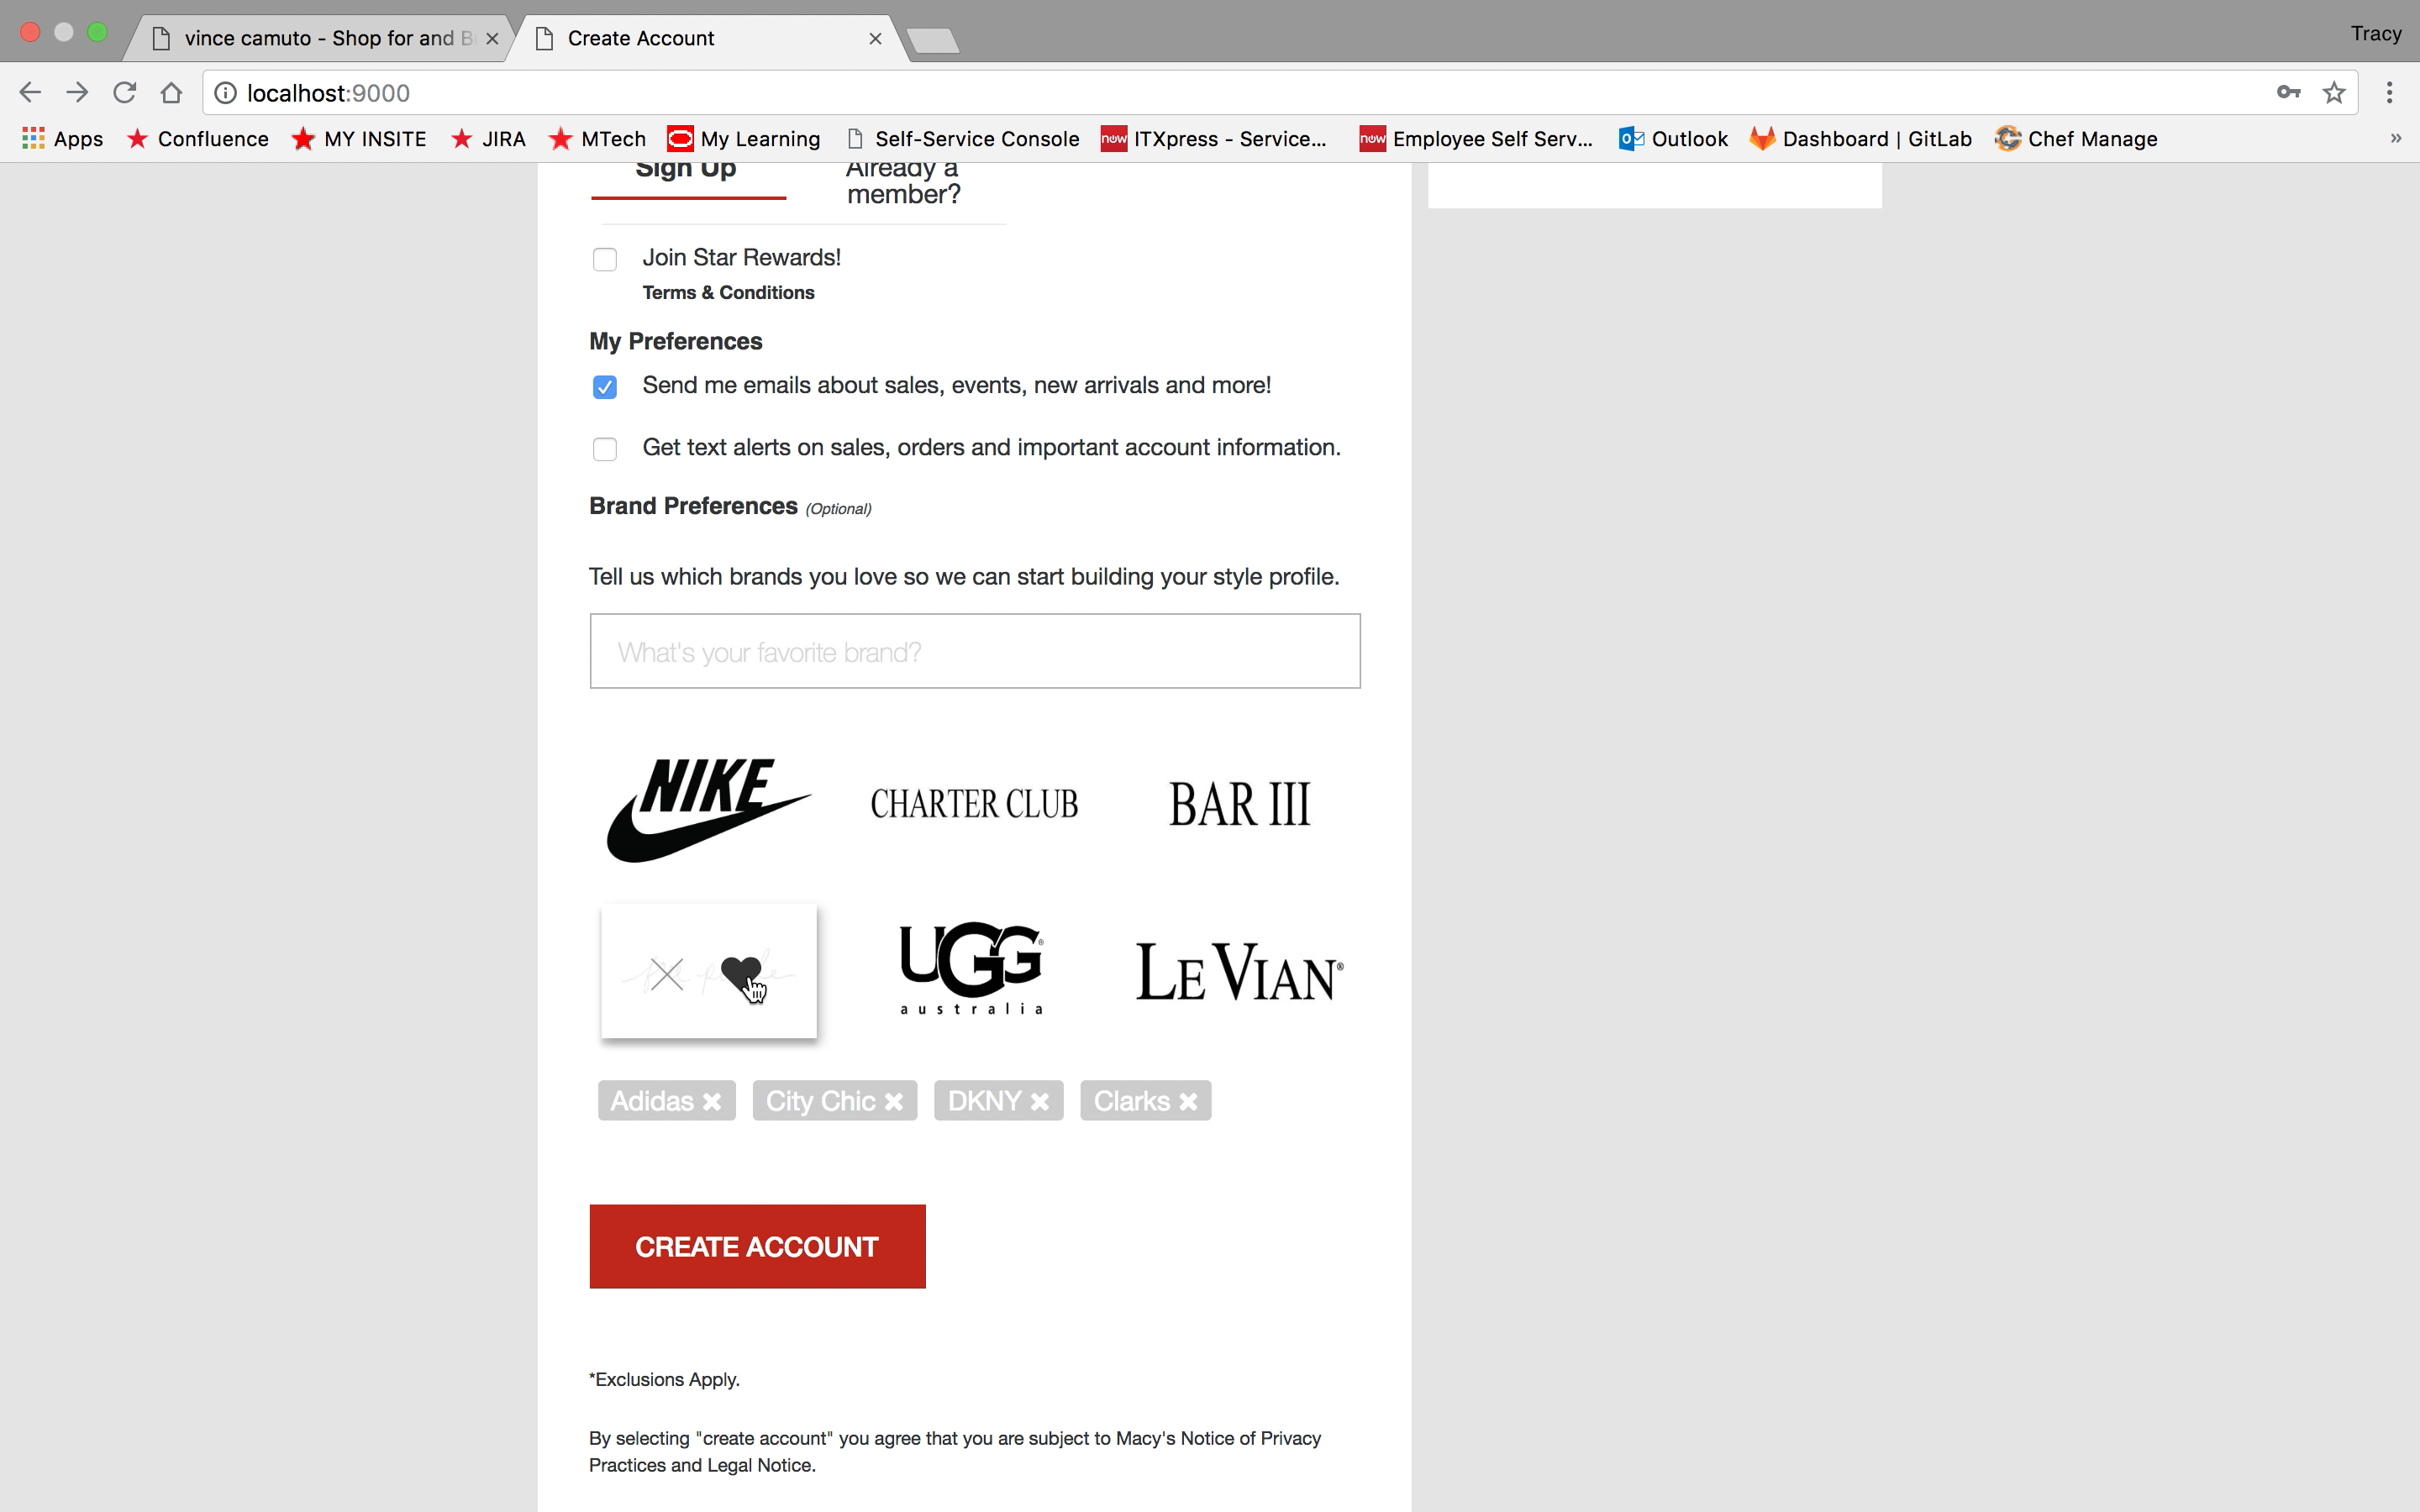 vince camuto - Shop for and B
Create Account
Tracy
localhost:9000
Apps
Confluence
MY INSITE
JIRA
MTech
My Learning
Self-Service Console
now
ITXpress - Service...
now
Employee Self Serv...
Outlook
Dashboard | GitLab
Chef Manage
»
Sign Up
Already a
member?
Join Star Rewards!
Terms & Conditions
My Preferences
Send me emails about sales, events, new arrivals and more!
Get text alerts on sales, orders and important account information.
Brand Preferences (Optional)
Tell us which brands you love so we can start building your style profile.
What's your favorite brand?
NIKE
CHARTER CLUB
BAR III
UGG®
australia
LE VIAN®
Adidas
City Chic
DKNY
Clarks
CREATE ACCOUNT
*Exclusions Apply.
By selecting "create account" you agree that you are subject to Macy's Notice of Privacy
Practices and Legal Notice.